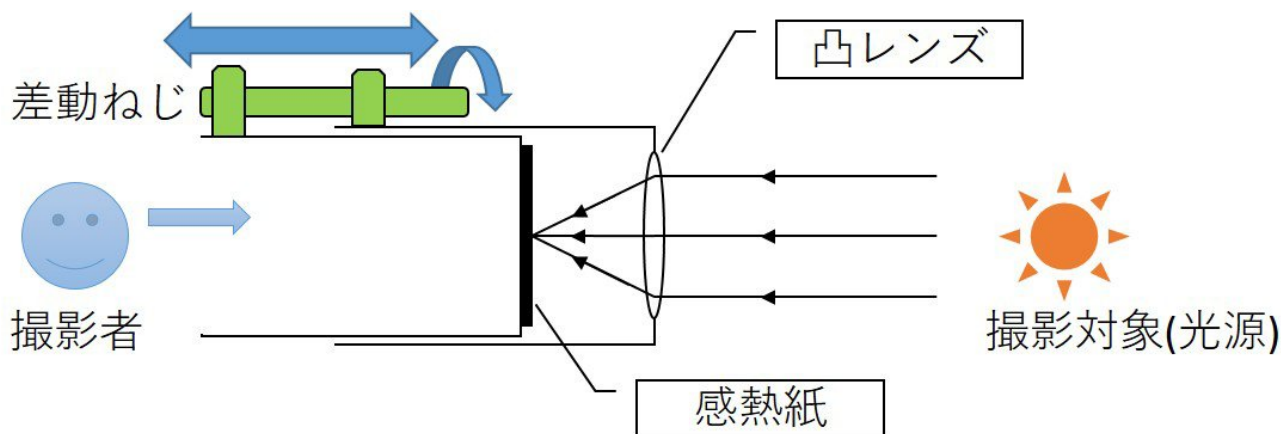 凸レンズ
差動ねじ
撮影者
撮影対象(光源)
感熱紙